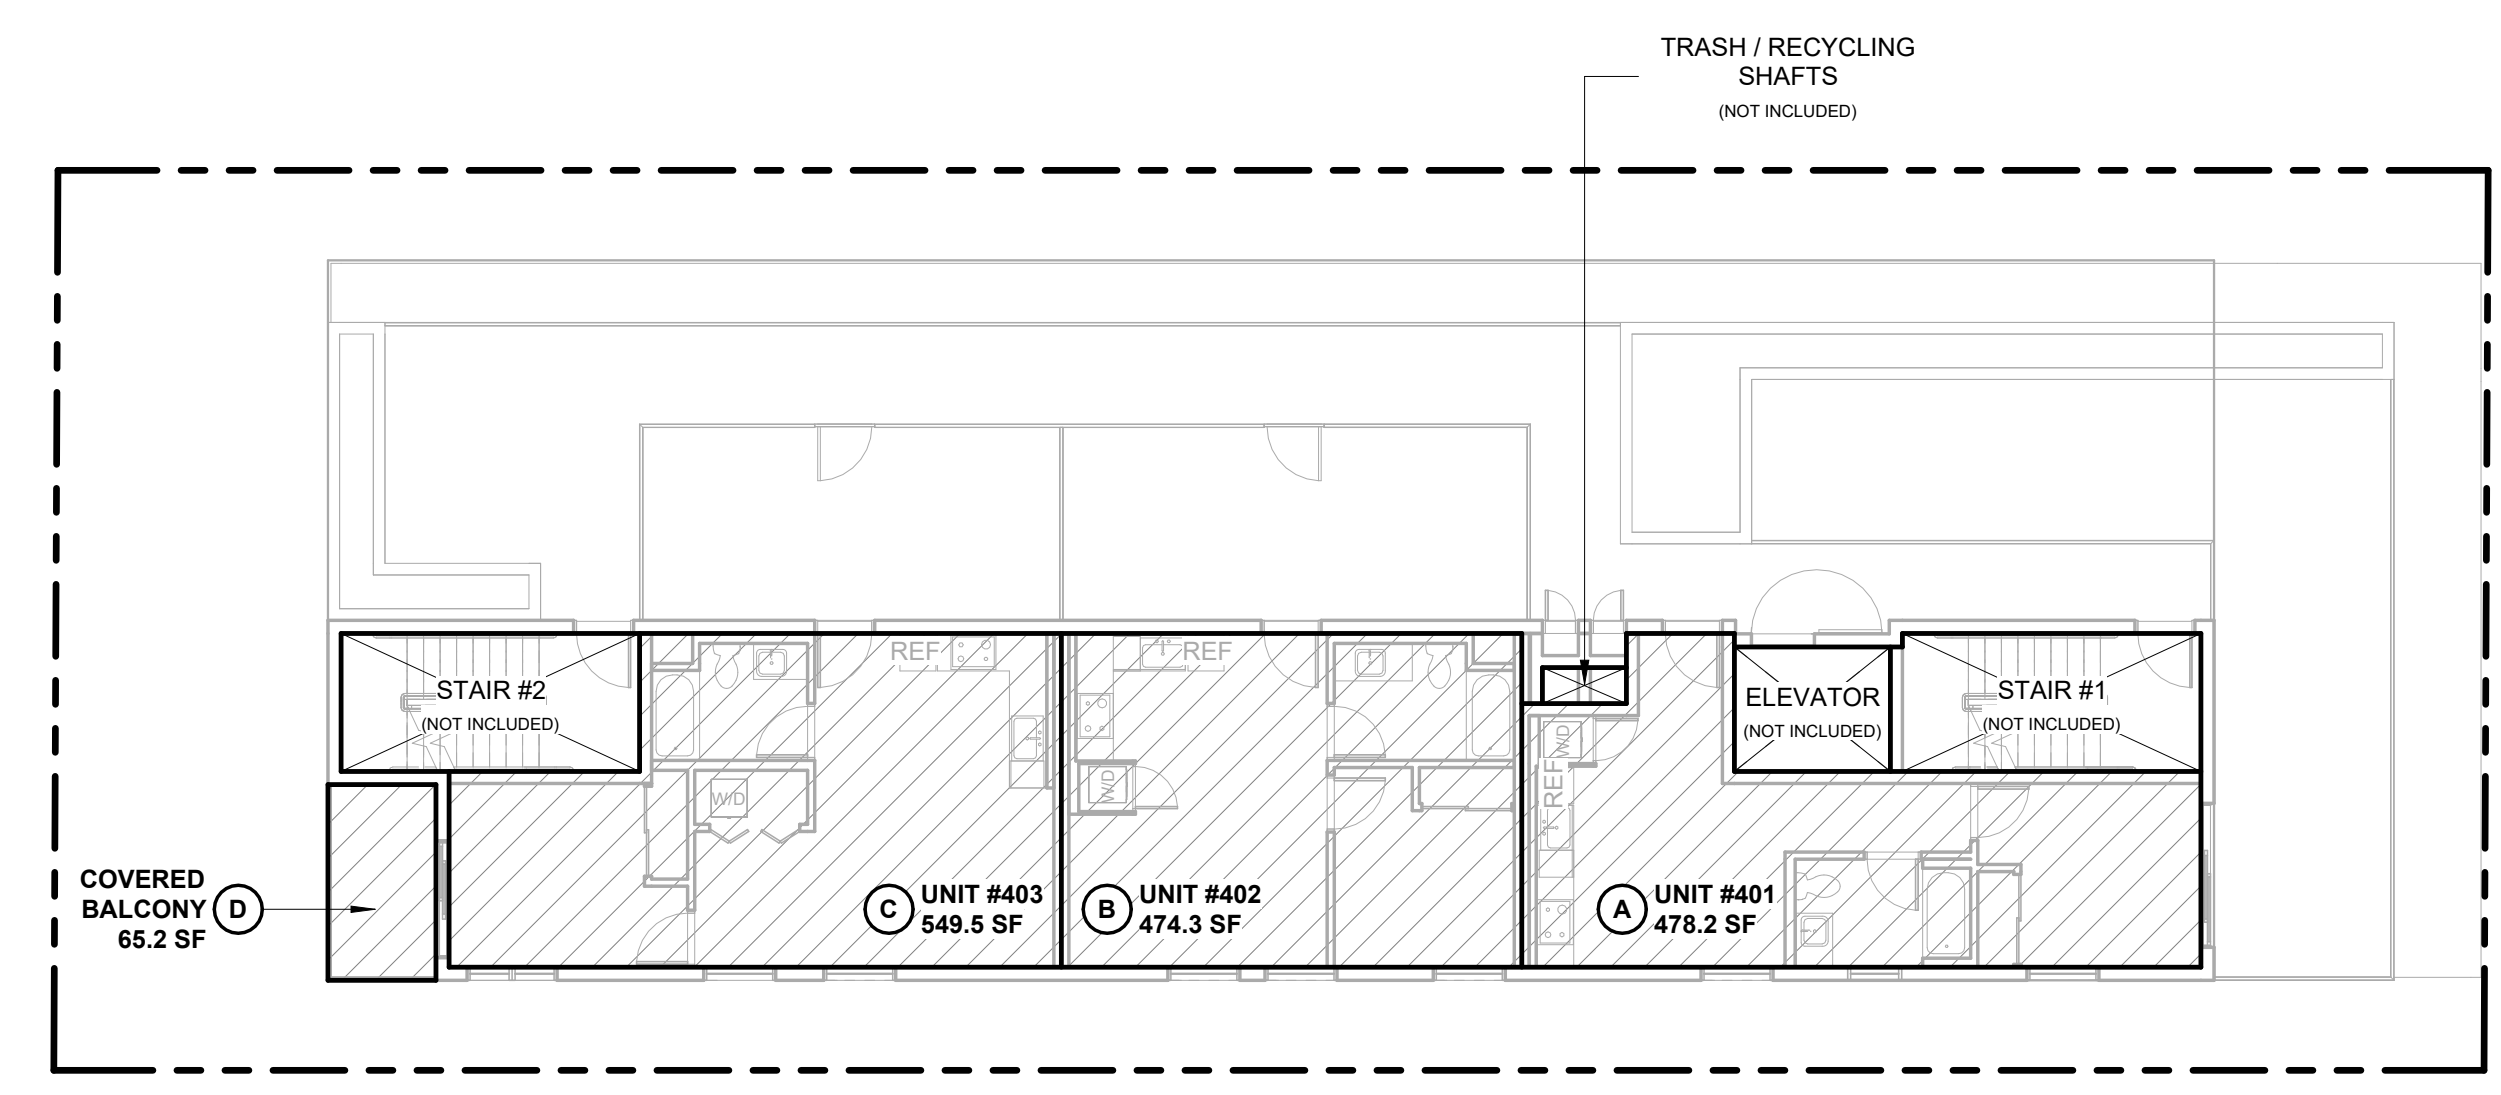 TRASH / RECYCLING
SHAFTS
(NOT INCLUDED)
REF
REF
STAIR #2
(NOT INCLUDED)
ELEVATOR
(NOT INCLUDED)
STAIR #1
(NOT INCLUDED)
W/D
W/D
W/D
REF
COVERED
BALCONY
65.2 SF
D
C
UNIT #403
549.5 SF
B
UNIT #402
474.3 SF
A
UNIT #401
478.2 SF